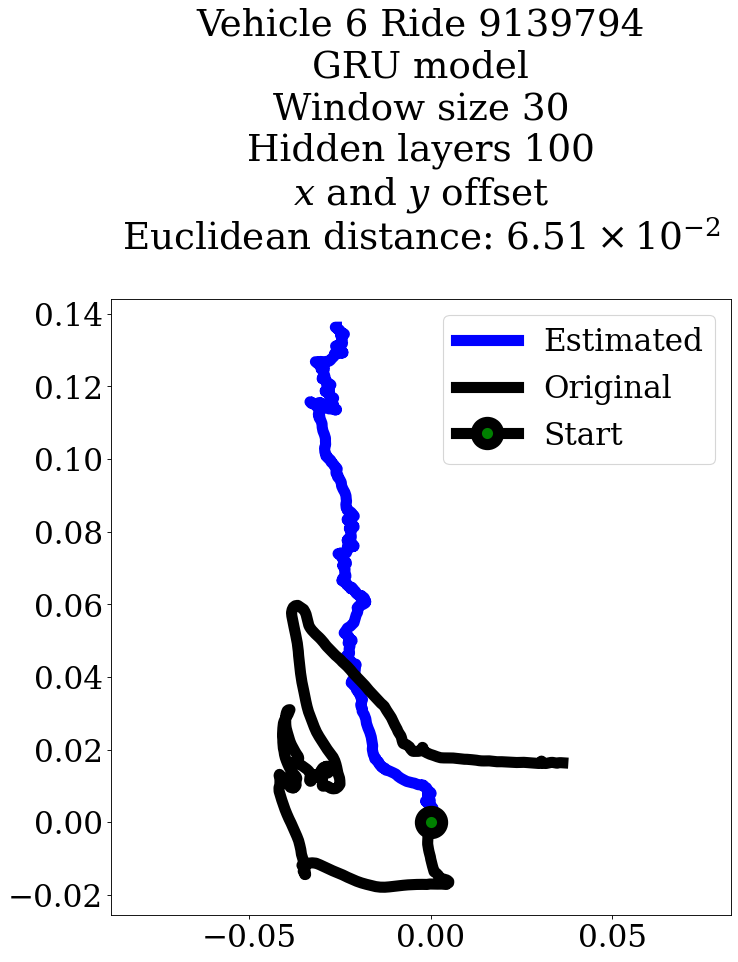 Vehicle 6 Ride 9139794
GRU model
Window size 30
Hidden layers 100
x and y offset
Euclidean distance: 6.51 × 10⁻²
Estimated
Original
Start
0.14
0.12
0.10
0.08
0.06
0.04
0.02
0.00
−0.02
−0.05 0.00 0.05